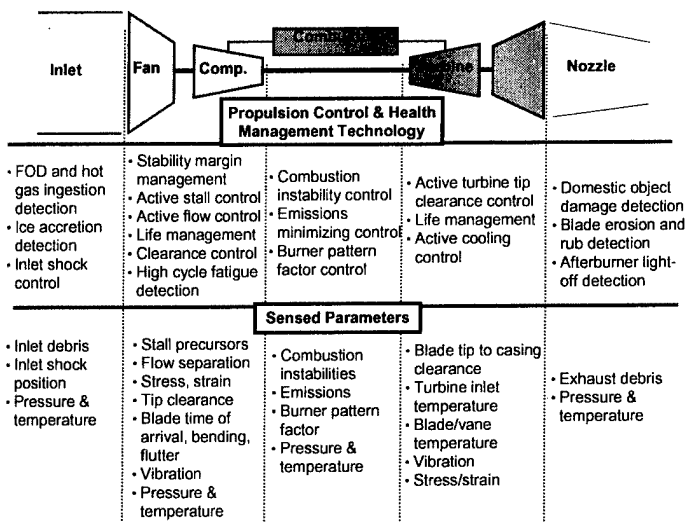 Inlet
Fan
Comp.
Nozzle
Propulsion Control & Health
Management Technology
• FOD and hot
gas ingestion
detection
• Ice accretion
detection
• Inlet shock
control
• Stability margin
management
• Active stall control
• Active flow control
• Life management
• Clearance control
• High cycle fatigue
detection
• Combustion
instability control
• Emissions
minimizing control
• Burner pattern
factor control
• Active turbine tip
clearance control
• Life management
• Active cooling
control
• Domestic object
damage detection
• Blade erosion and
rub detection
• Afterburner light-
off detection
Sensed Parameters
• Inlet debris
• Inlet shock
position
• Pressure &
temperature
• Stall precursors
• Flow separation
• Stress, strain
• Tip clearance
• Blade time of
arrival, bending,
flutter
• Vibration
• Pressure &
temperature
• Combustion
instabilities
• Emissions
• Burner pattern
factor
• Pressure &
temperature
• Blade tip to casing
clearance
• Turbine inlet
temperature
• Blade/vane
temperature
• Vibration
• Stress/strain
• Exhaust debris
• Pressure &
temperature